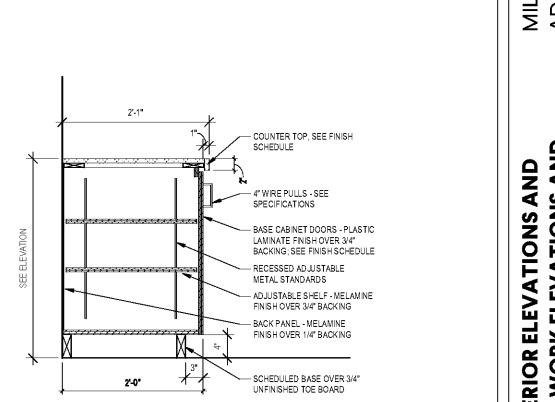 2'-1"
1"
COUNTER TOP, SEE FINISH
SCHEDULE
2"
4" WIRE PULLS - SEE
SPECIFICATIONS
BASE CABINET DOORS - PLASTIC
LAMINATE FINISH OVER 3/4"
BACKING; SEE FINISH SCHEDULE
RECESSED ADJUSTABLE
METAL STANDARDS
ADJUSTABLE SHELF - MELAMINE
FINISH OVER 3/4" BACKING
BACK PANEL - MELAMINE
FINISH OVER 1/4" BACKING
SCHEDULED BASE OVER 3/4"
UNFINISHED TOE BOARD
SEE ELEVATION
4"
3"
2'-0"
MIL
AD
ERIOR ELEVATIONS AND
WORK ELEVATIONS AND